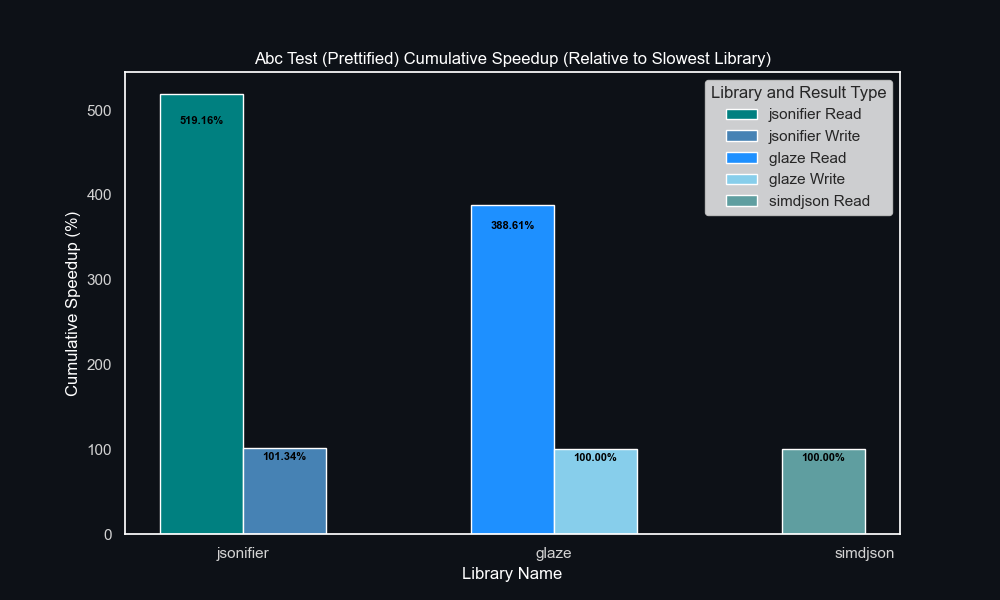 Abc Test (Prettified) Cumulative Speedup (Relative to Slowest Library)
Library and Result Type
jsonifier Read
jsonifier Write
glaze Read
glaze Write
simdjson Read
Cumulative Speedup (%)
500
400
300
200
100
0
519.16%
101.34%
388.61%
100.00%
100.00%
jsonifier
glaze
simdjson
Library Name